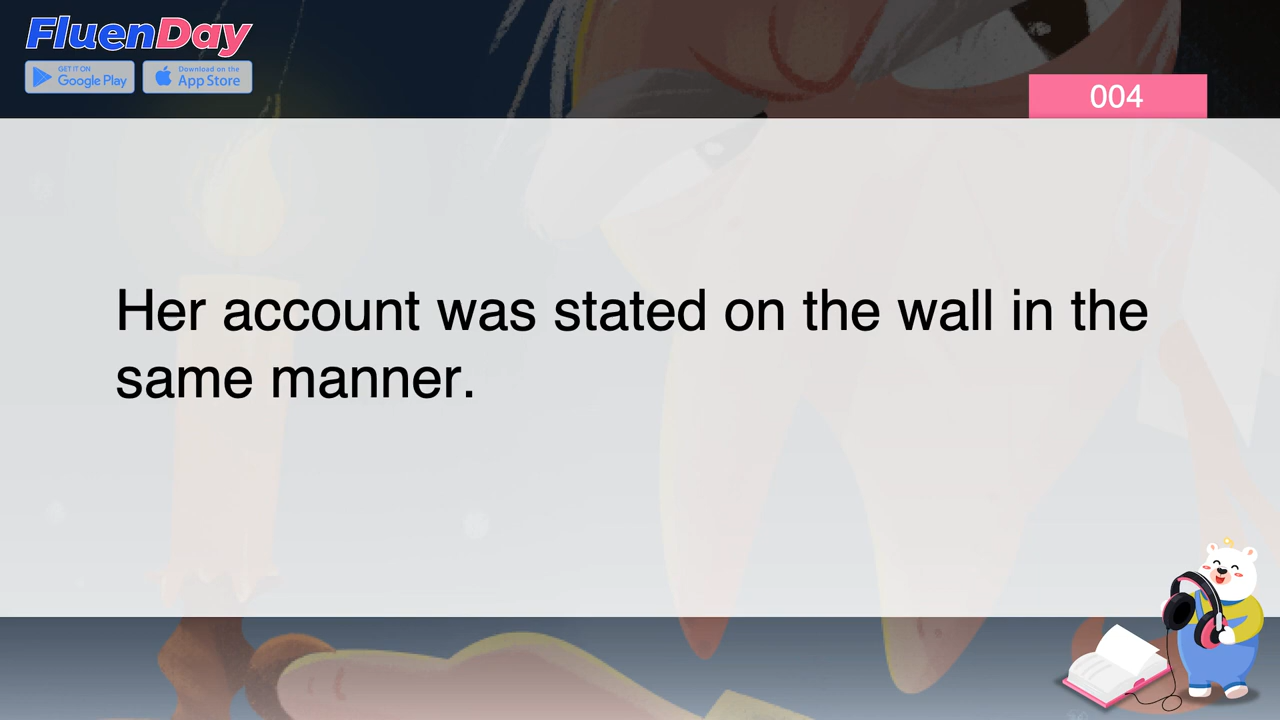 FluenDay
GET IT ON
Google Play
Download on the
App Store
004
Her account was stated on the wall in the
same manner.